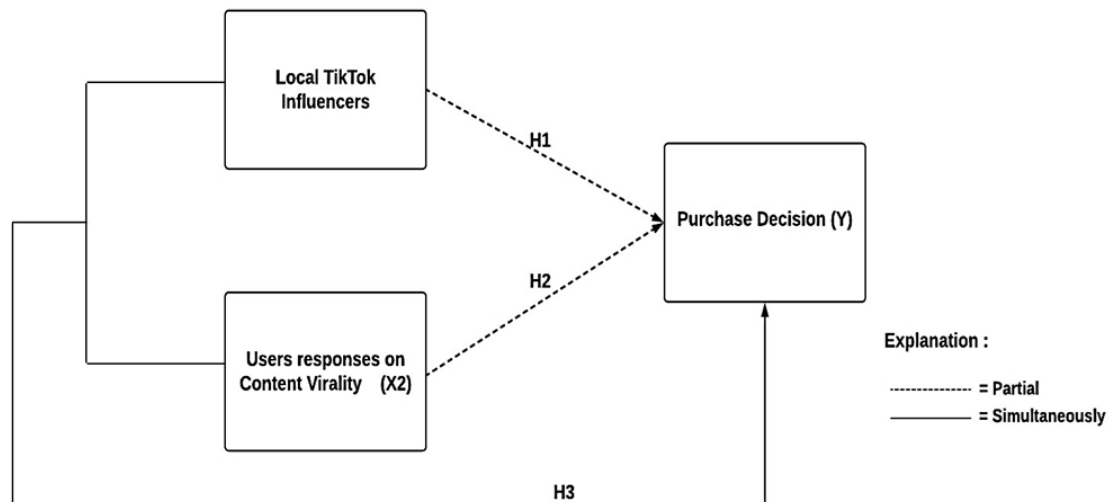 Local TikTok
Influencers
H1
Purchase Decision (Y)
H2
Users responses on
Content Virality (X2)
Explanation :
= Partial
= Simultaneously
H3